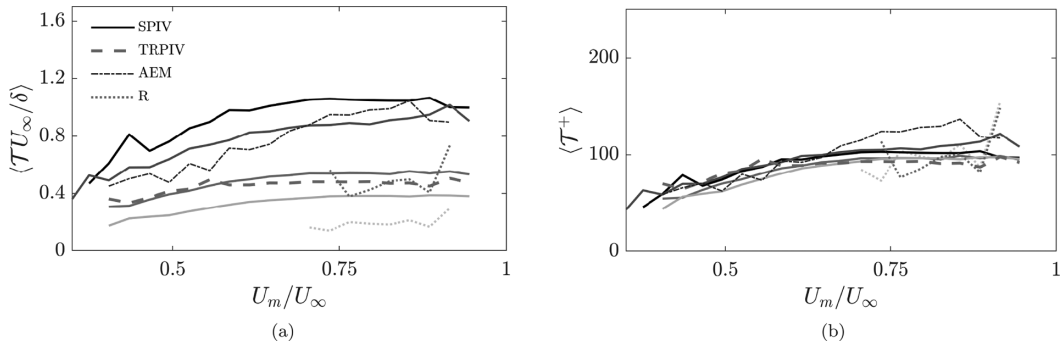 1.6
1.2
0.8
0.4
0
⟨𝒯U∞/δ⟩
SPIV
TRPIV
AEM
R
0.5
0.75
1
Uₘ/U∞
(a)
200
100
0
⟨𝒯⁺⟩
0.5
0.75
1
Uₘ/U∞
(b)